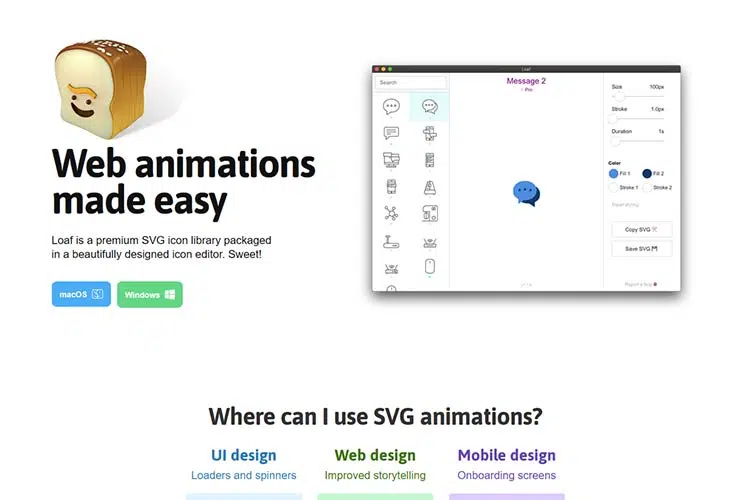 Loaf
Search
Message 2
Pro
Size 100px
Stroke 1.0px
Duration 1s
Color
Fill 1 Fill 2
Stroke 1 Stroke 2
Copy SVG
Save SVG
Report a bug
Web animations
made easy
Loaf is a premium SVG icon library packaged
in a beautifully designed icon editor. Sweet!
macOS Windows
Where can I use SVG animations?
UI design Web design Mobile design
Loaders and spinners Improved storytelling Onboarding screens